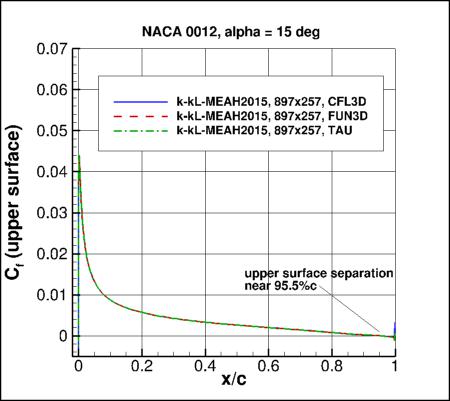 NACA 0012, alpha = 15 deg
0.07
0.06
0.05
0.04
0.03
0.02
0.01
0
C_f (upper surface)
k-kL-MEAH2015, 897x257, CFL3D
k-kL-MEAH2015, 897x257, FUN3D
k-kL-MEAH2015, 897x257, TAU
upper surface separation
near 95.5%c
0 0.2 0.4 0.6 0.8 1
x/c